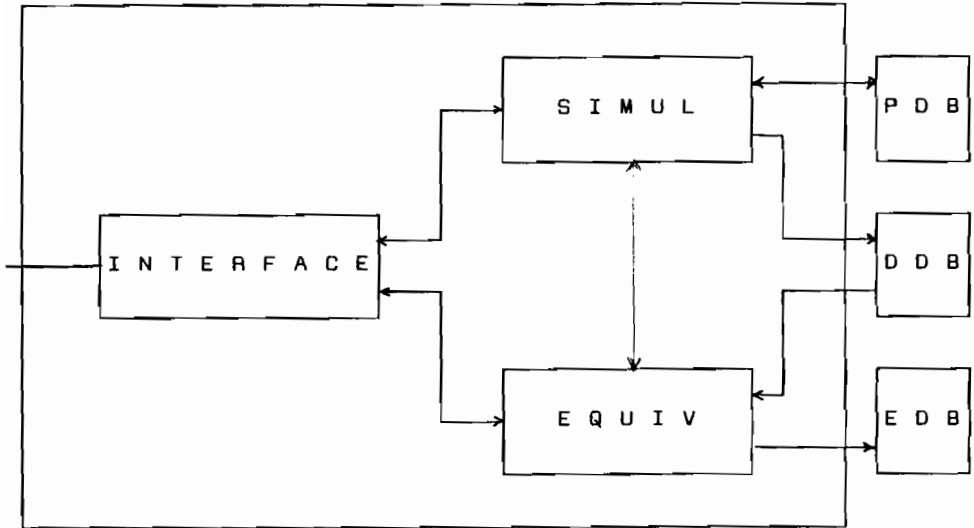 S I M U L
P D B
I N T E R F A C E
D D B
E Q U I V
E D B